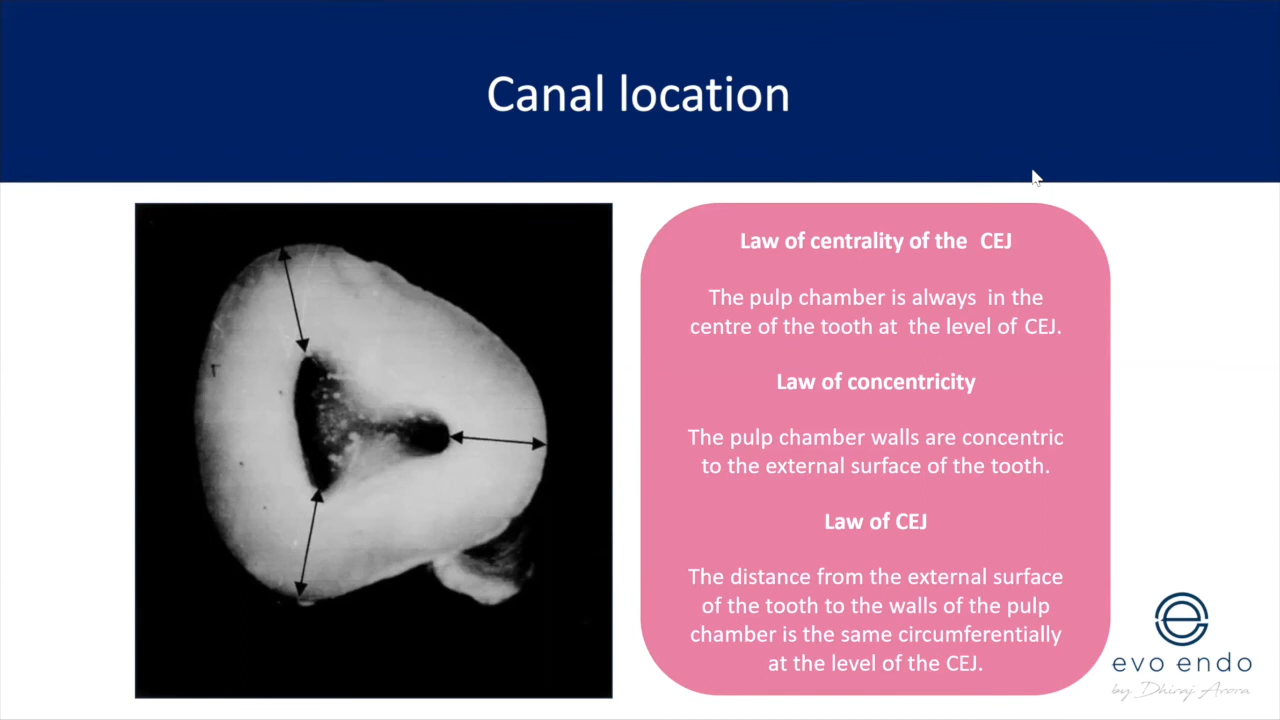 Canal location
Law of centrality of the CEJ
The pulp chamber is always in the
centre of the tooth at the level of CEJ.
Law of concentricity
The pulp chamber walls are concentric
to the external surface of the tooth.
Law of CEJ
The distance from the external surface
of the tooth to the walls of the pulp
chamber is the same circumferentially
at the level of the CEJ.
evo endo
by Dhiraj Arora